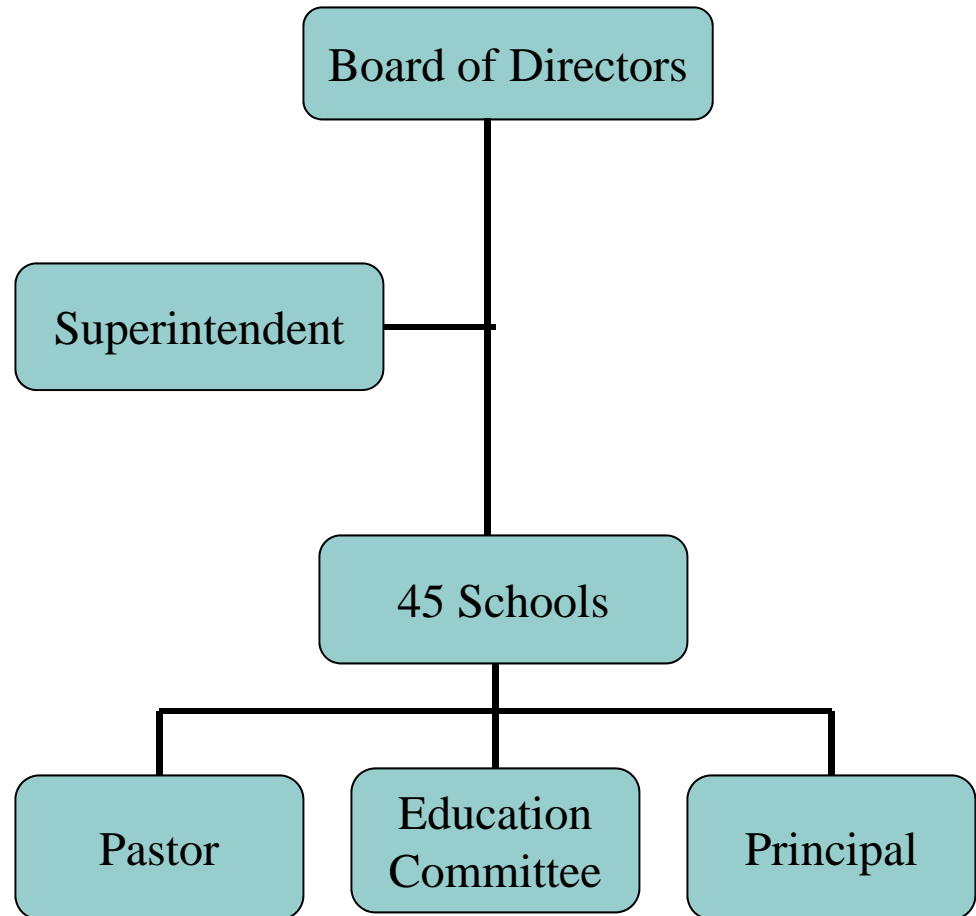 Board of Directors
Superintendent
45 Schools
Pastor
Education
Committee
Principal